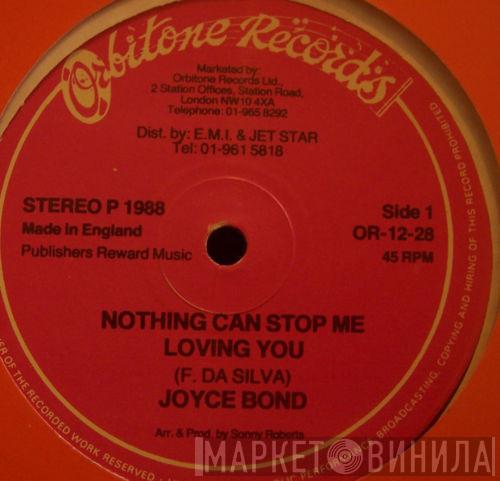 Orbitone Records
Marketed by:
Orbitone Records Ltd.,
2 Station Offices, Station Road,
London NW10 4XA
Telephone: 01-965 8292
Dist. by: E.M.I. & JET STAR
Tel: 01-961 5818
STEREO P 1988
Made in England
Publishers Reward Music
Side 1
OR-12-28
45 RPM
NOTHING CAN STOP ME
LOVING YOU
(F. DA SILVA)
JOYCE BOND
Arr. & Prod. by Sonny Roberts
OF THE RECORDED WORK RESERVED
PUBLIC PERFORMANCE BROADCASTING, COPYING AND HIRING OF THIS RECORD PROHIBITED
МАРКЕТ ВИНИЛА